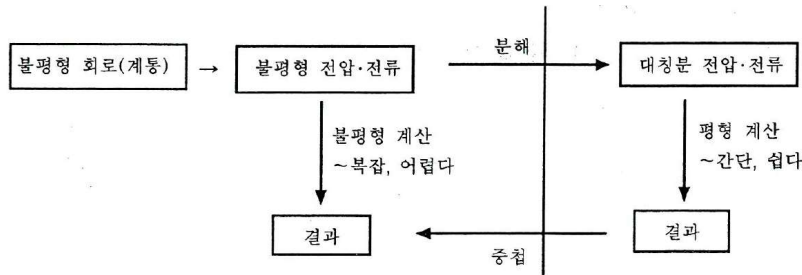 분해
불평형 회로(계통)
→
불평형 전압·전류
대칭분 전압·전류
불평형 계산
~복잡, 어렵다
평형 계산
~간단, 쉽다
결과
결과
중첩